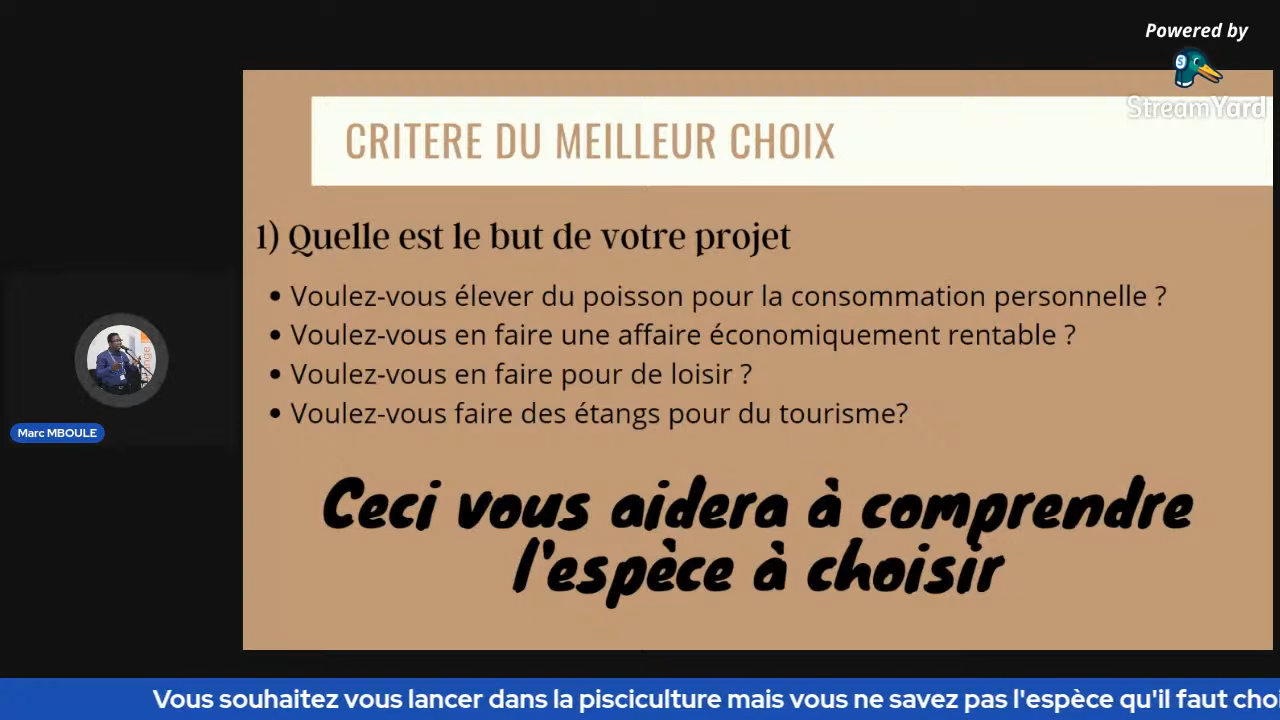 Powered by
StreamYard
CRITERE DU MEILLEUR CHOIX
1) Quelle est le but de votre projet
• Voulez-vous élever du poisson pour la consommation personnelle ?
• Voulez-vous en faire une affaire économiquement rentable ?
• Voulez-vous en faire pour de loisir ?
• Voulez-vous faire des étangs pour du tourisme?
Ceci vous aidera à comprendre
l'espèce à choisir
Marc MBOULE
Vous souhaitez vous lancer dans la pisciculture mais vous ne savez pas l'espèce qu'il faut choi